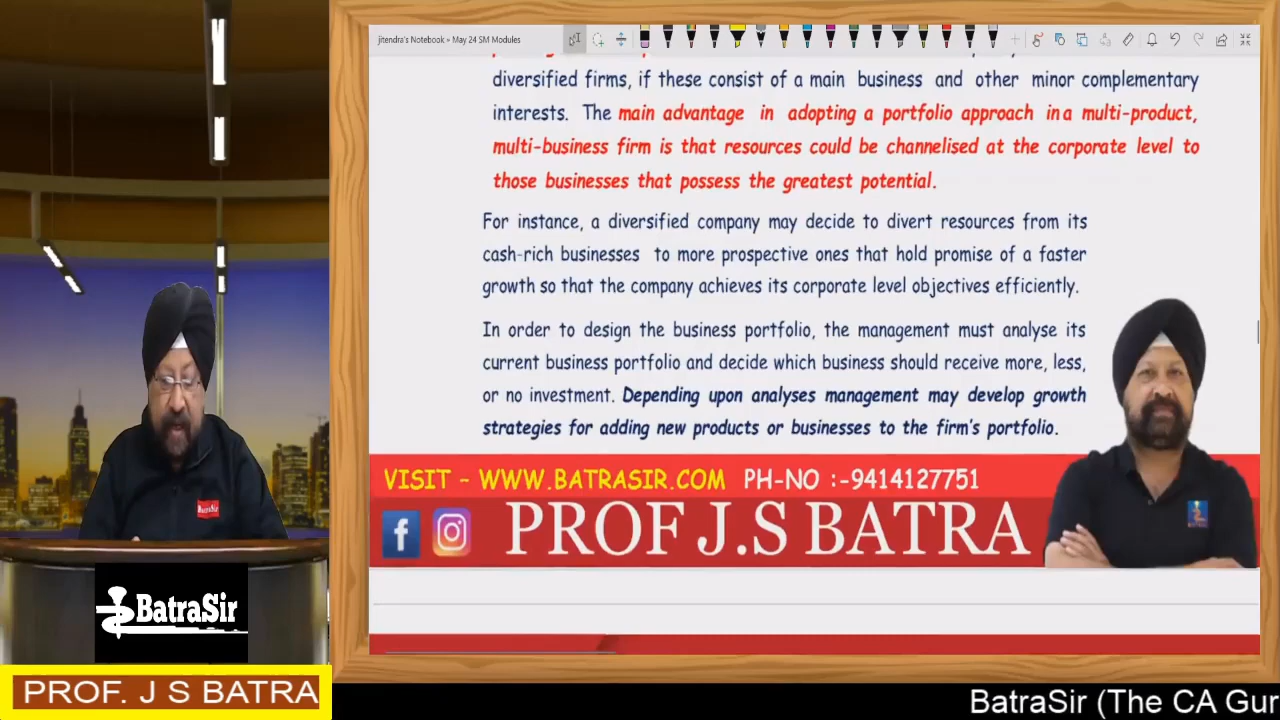 jitendra's Notebook » May 24 SM Modules
diversified firms, if these consist of a main business and other minor complementary
interests. The main advantage in adopting a portfolio approach in a multi-product,
multi-business firm is that resources could be channelised at the corporate level to
those businesses that possess the greatest potential.
For instance, a diversified company may decide to divert resources from its
cash-rich businesses to more prospective ones that hold promise of a faster
growth so that the company achieves its corporate level objectives efficiently.
In order to design the business portfolio, the management must analyse its
current business portfolio and decide which business should receive more, less,
or no investment. Depending upon analyses management may develop growth
strategies for adding new products or businesses to the firm's portfolio.
VISIT - WWW.BATRASIR.COM PH-NO :-9414127751
PROF J.S BATRA
BatraSir
BatraSir
PROF. J S BATRA
BatraSir (The CA Gur